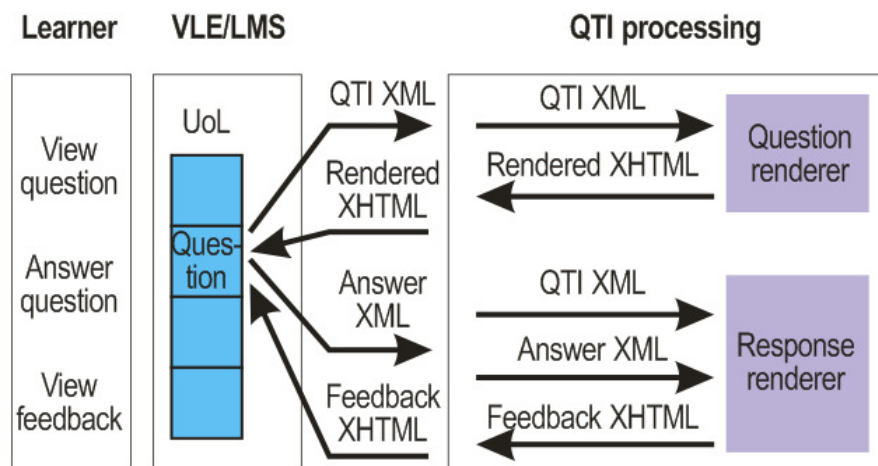 Learner
VLE/LMS
QTI processing
View
question
Answer
question
View
feedback
UoL
Ques-
tion
QTI XML
Rendered
XHTML
Answer
XML
Feedback
XHTML
QTI XML
Rendered XHTML
Question
renderer
QTI XML
Answer XML
Feedback XHTML
Response
renderer